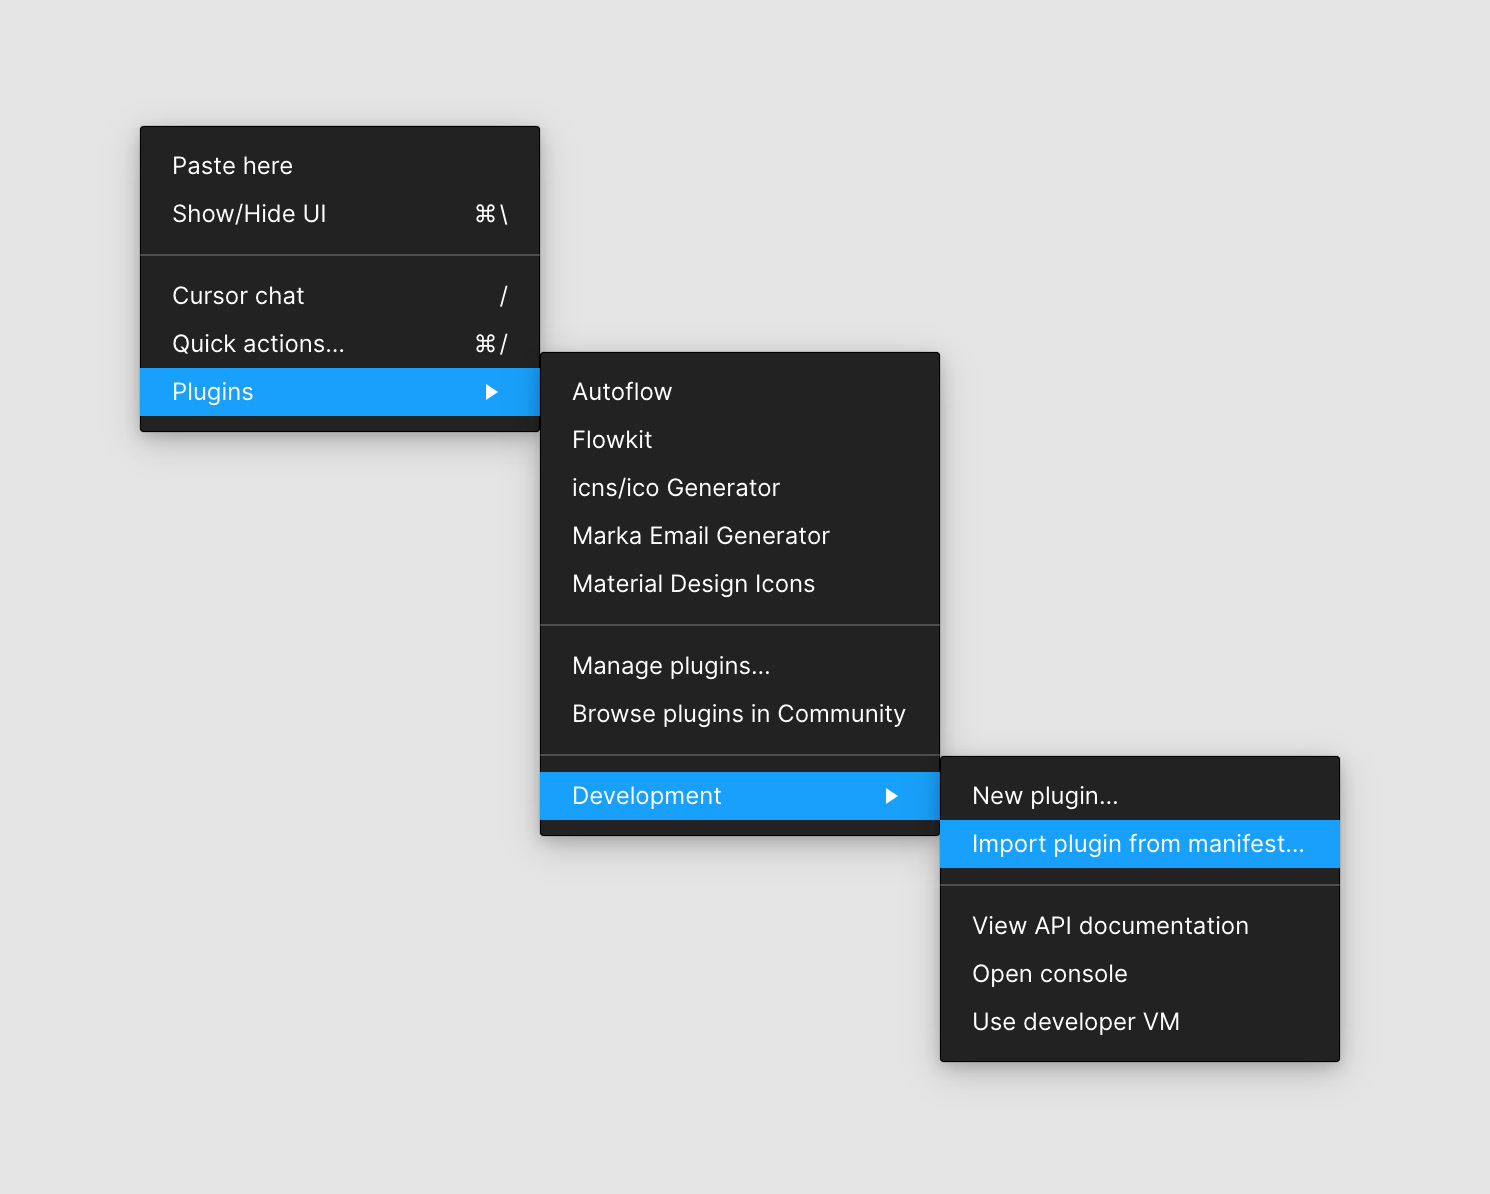 Paste here
Show/Hide UI ⌘\
Cursor chat /
Quick actions... ⌘/
Plugins
Autoflow
Flowkit
icns/ico Generator
Marka Email Generator
Material Design Icons
Manage plugins...
Browse plugins in Community
Development
New plugin...
Import plugin from manifest...
View API documentation
Open console
Use developer VM